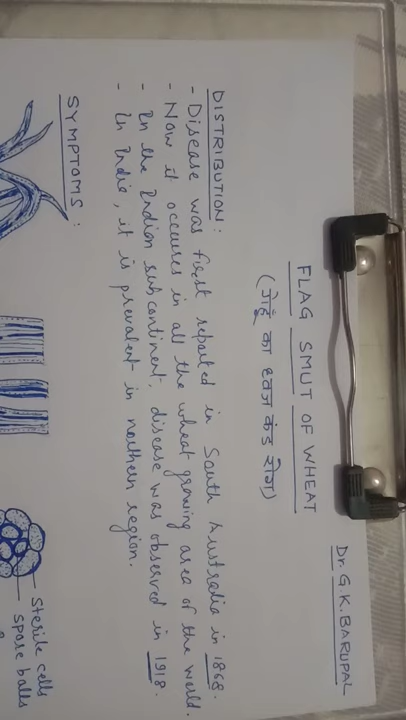 Dr. G.K. BARUPAL
FLAG SMUT OF WHEAT
(गेहूँ का ध्वज कंड रोग)
DISTRIBUTION:
- Disease was first reported in South Australia in 1868.
- Now it occures in all the wheat growing area of the world.
- In the Indian subcontinent, disease was observed in 1918.
- In India, it is prevalent in northern region.
SYMPTOMS:
Sterile cells
spore balls